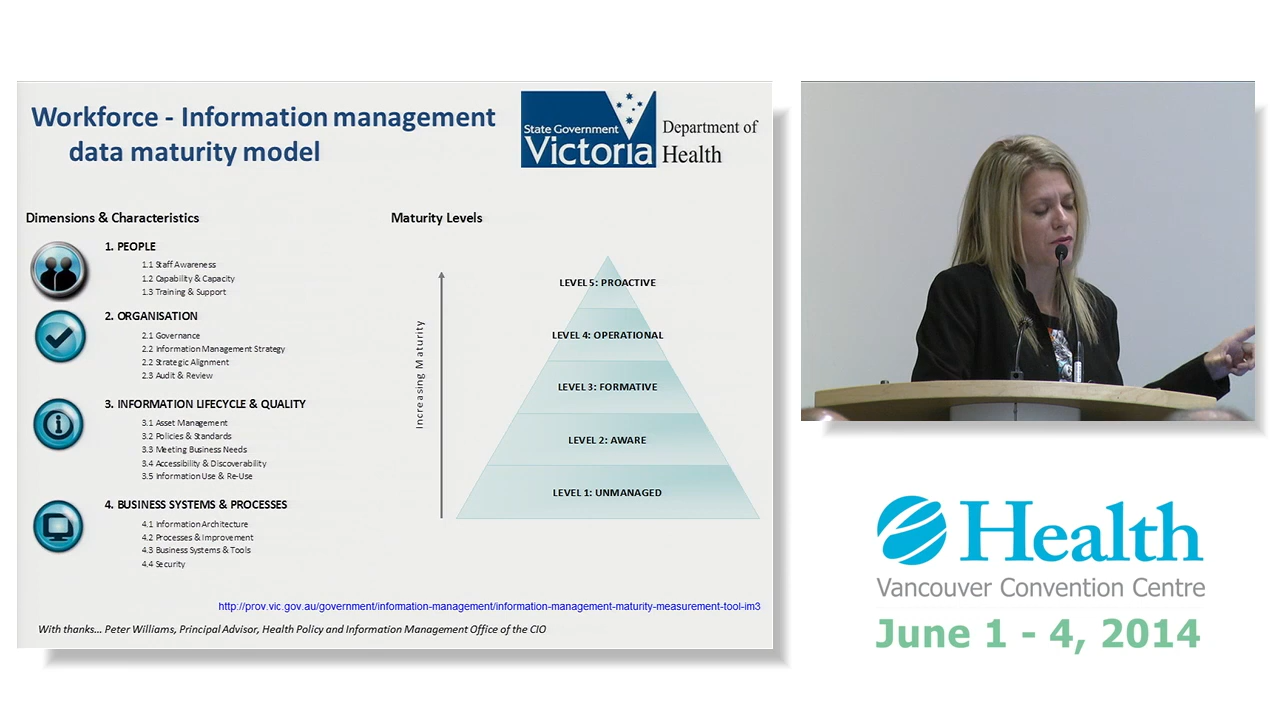 Workforce - Information management
data maturity model
State Government
Victoria
Department of
Health
Dimensions & Characteristics
1. PEOPLE
1.1 Staff Awareness
1.2 Capability & Capacity
1.3 Training & Support
2. ORGANISATION
2.1 Governance
2.2 Information Management Strategy
2.2 Strategic Alignment
2.3 Audit & Review
3. INFORMATION LIFECYCLE & QUALITY
3.1 Asset Management
3.2 Policies & Standards
3.3 Meeting Business Needs
3.4 Accessibility & Discoverability
3.5 Information Use & Re-Use
4. BUSINESS SYSTEMS & PROCESSES
4.1 Information Architecture
4.2 Processes & Improvement
4.3 Business Systems & Tools
4.4 Security
Maturity Levels
Increasing Maturity
LEVEL 5: PROACTIVE
LEVEL 4: OPERATIONAL
LEVEL 3: FORMATIVE
LEVEL 2: AWARE
LEVEL 1: UNMANAGED
http://prov.vic.gov.au/government/information-management/information-management-maturity-measurement-tool-im3
With thanks... Peter Williams, Principal Advisor, Health Policy and Information Management Office of the CIO
e Health
Vancouver Convention Centre
June 1 - 4, 2014